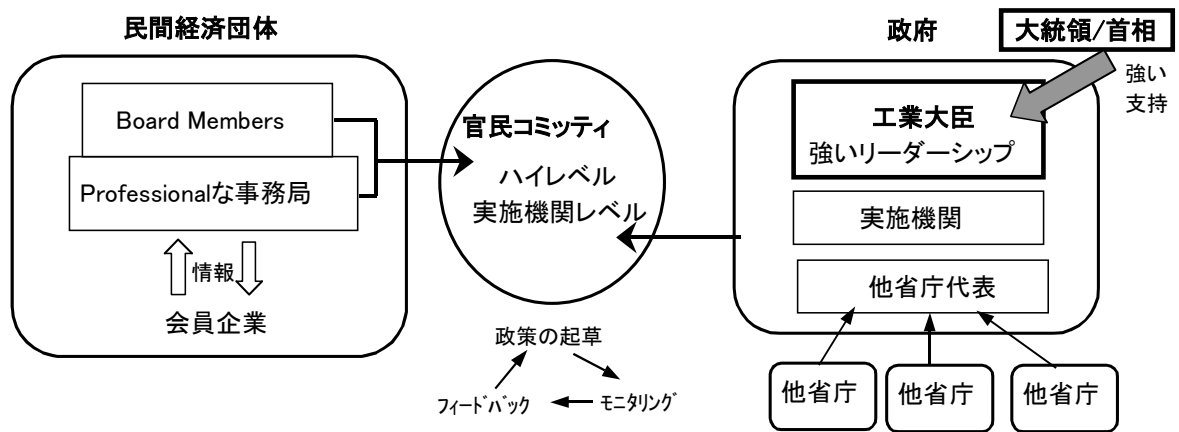 民間経済団体
Board Members
Professionalな事務局
情報
会員企業
官民コミッティ
ハイレベル
実施機関レベル
政策の起草
フィードバック
モニタリング
政府
大統領/首相
強い
支持
工業大臣
強いリーダーシップ
実施機関
他省庁代表
他省庁
他省庁
他省庁